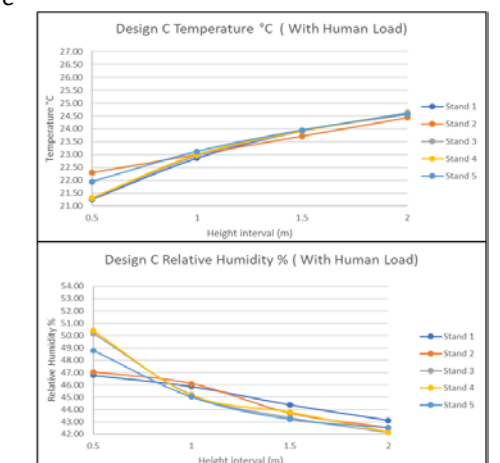 c
Design C Temperature °C ( With Human Load)
27.00
26.50
25.50
25.00
24.50
24.00
23.50
23.00
22.50
22.00
21.50
21.00
Temperature °C
0.5 1 1.5 2
Height interval (m)
Stand 1
Stand 2
Stand 3
Stand 4
Stand 5
Design C Relative Humidity % ( With Human Load)
54.00
53.00
52.00
51.00
50.00
49.00
48.00
47.00
46.00
45.00
44.00
43.00
42.00
Relative Humidity %
0.5 1 1.5 2
Height interval (m)
Stand 1
Stand 2
Stand 3
Stand 4
Stand 5